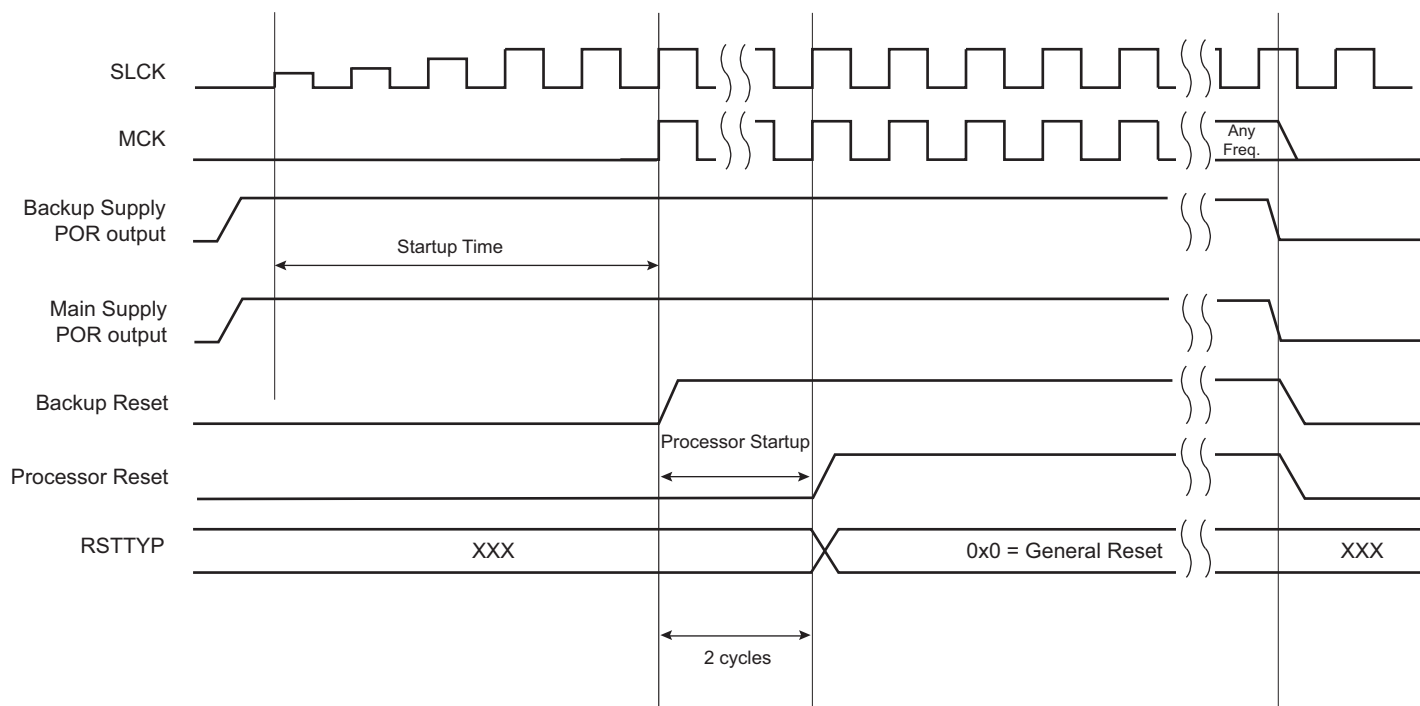 SLCK
MCK
Any
Freq.
Backup Supply
POR output
Startup Time
Main Supply
POR output
Backup Reset
Processor Startup
Processor Reset
RSTTYP
XXX
0x0 = General Reset
XXX
2 cycles